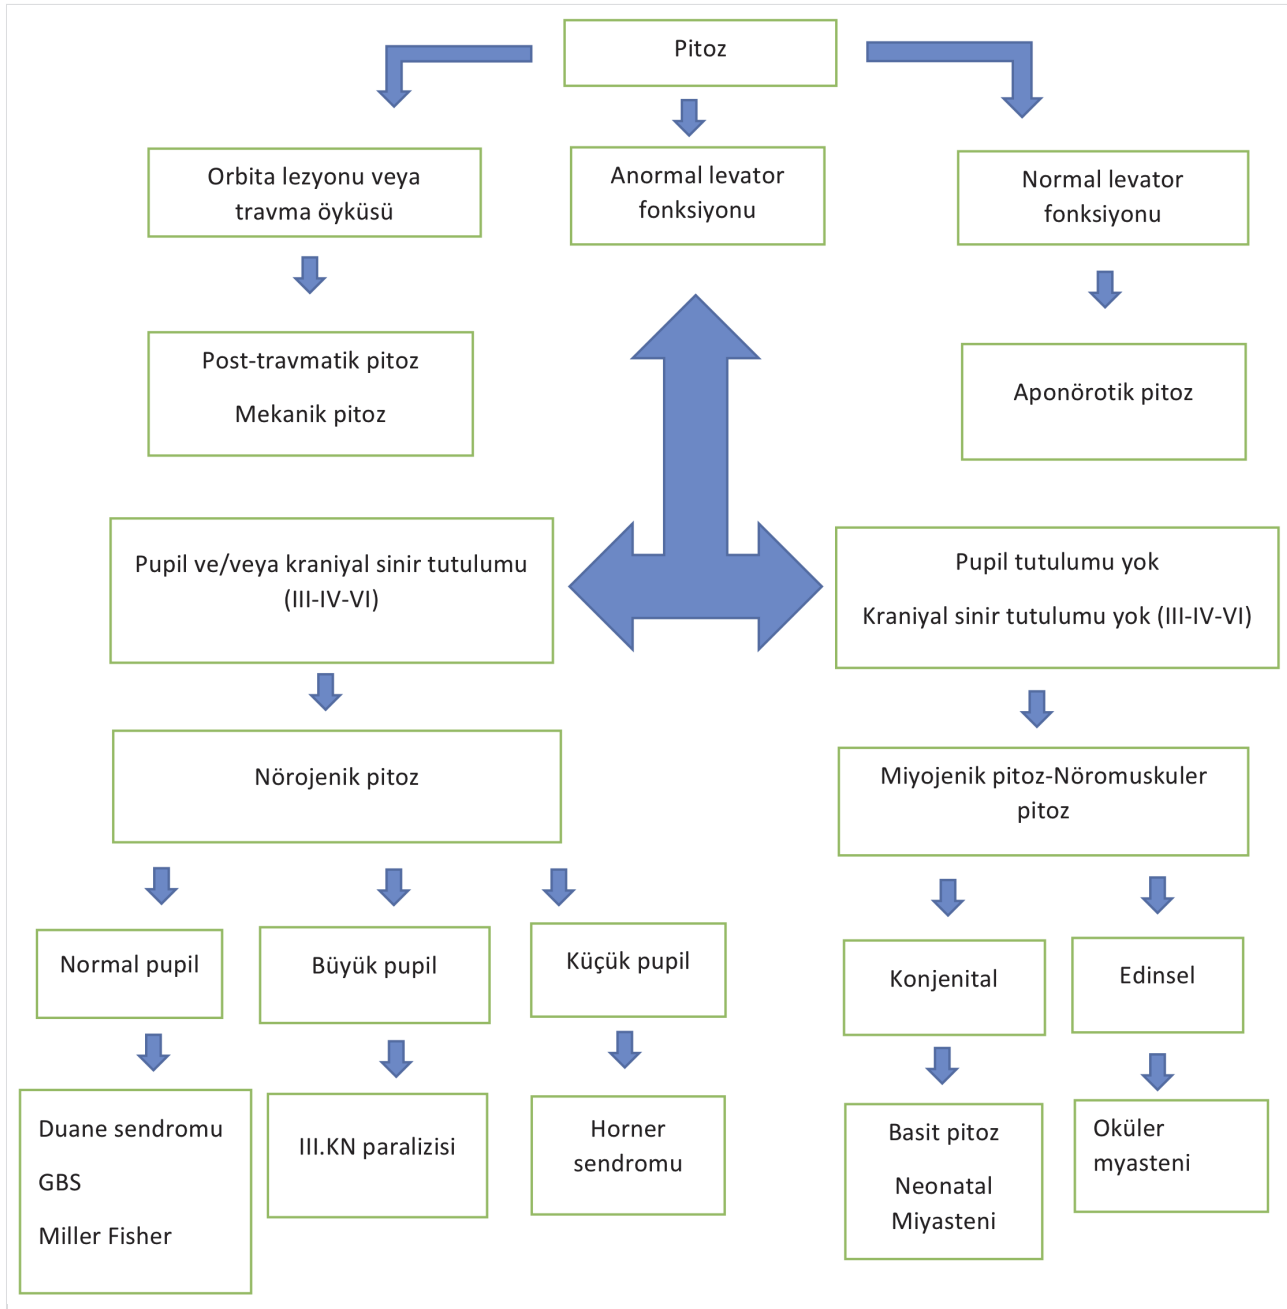 Pitoz
Orbita lezyonu veya
travma öyküsü
Anormal levator
fonksiyonu
Normal levator
fonksiyonu
Post-travmatik pitoz
Mekanik pitoz
Aponörotik pitoz
Pupil ve/veya kraniyal sinir tutulumu
(III-IV-VI)
Pupil tutulumu yok
Kraniyal sinir tutulumu yok (III-IV-VI)
Nörojenik pitoz
Miyojenik pitoz-Nöromuskuler
pitoz
Normal pupil
Büyük pupil
Küçük pupil
Konjenital
Edinsel
Duane sendromu
GBS
Miller Fisher
III.KN paralizisi
Horner
sendromu
Basit pitoz
Neonatal
Miyasteni
Oküler
myasteni